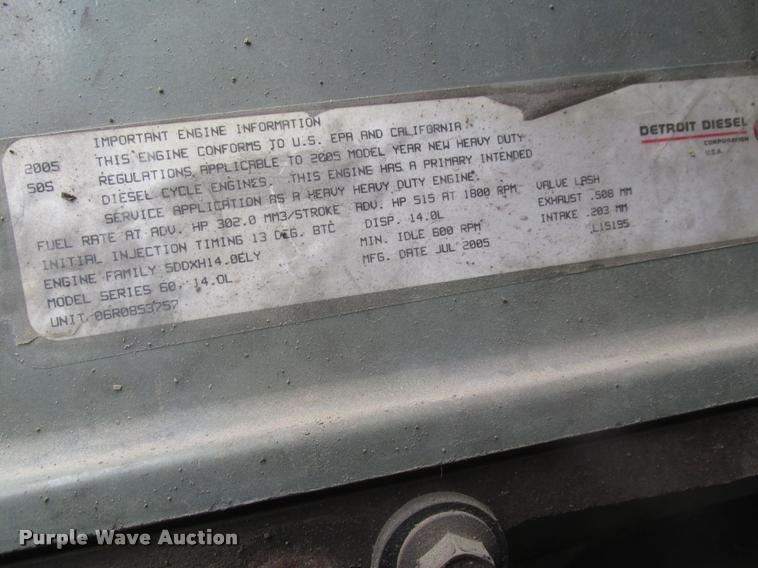 IMPORTANT ENGINE INFORMATION
2005 THIS ENGINE CONFORMS TO U.S. EPA AND CALIFORNIA
505 REGULATIONS APPLICABLE TO 2005 MODEL YEAR NEW HEAVY DUTY
DIESEL CYCLE ENGINES. THIS ENGINE HAS A PRIMARY INTENDED
SERVICE APPLICATION AS A HEAVY HEAVY DUTY ENGINE.
FUEL RATE AT ADV. HP 302.0 MM3/STROKE ADV. HP 515 AT 1800 RPM VALVE LASH
INITIAL INJECTION TIMING 13 DEG. BTC DISP. 14.0L EXHAUST .508 MM
ENGINE FAMILY 5DDXH14.0ELY MIN. IDLE 600 RPM INTAKE .203 MM
MODEL SERIES 60, 14.0L MFG. DATE JUL 2005 .L15195
UNIT 06R0853757
DETROIT DIESEL
CORPORATION
U.S.A.
Purple Wave Auction